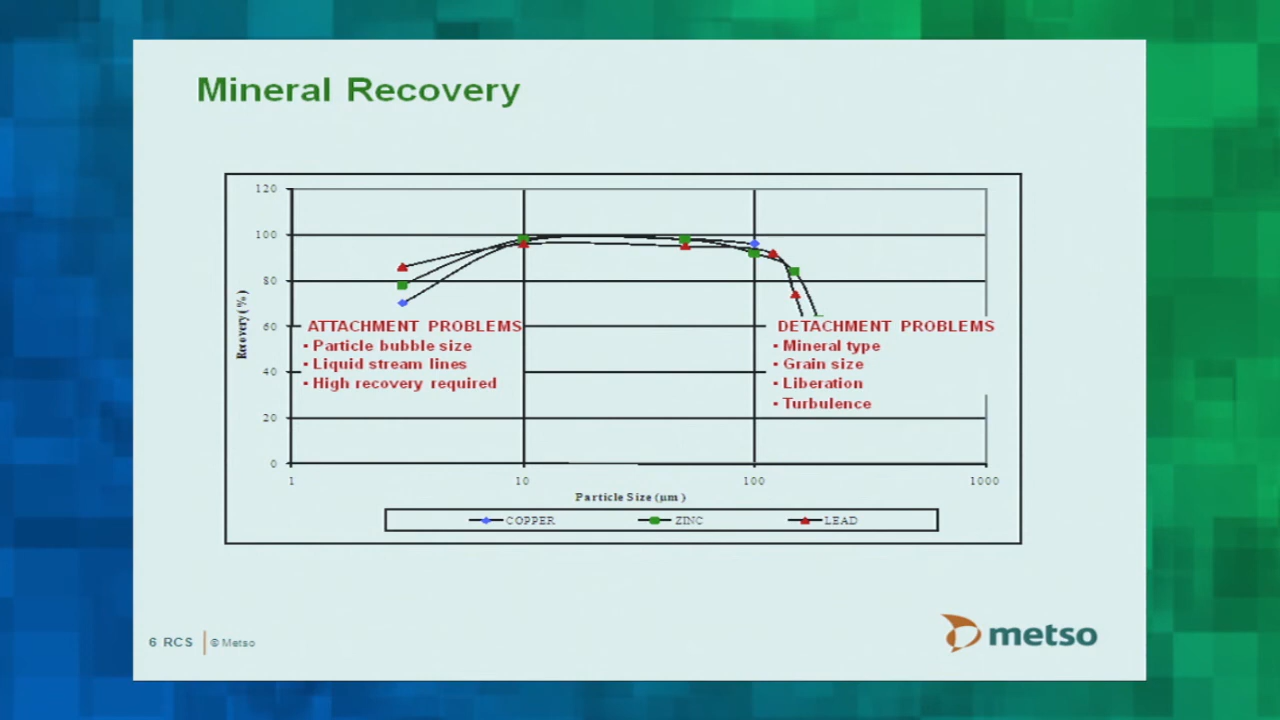 Mineral Recovery
120
100
80
60
40
20
0
Recovery (%)
ATTACHMENT PROBLEMS
• Particle bubble size
• Liquid stream lines
• High recovery required
DETACHMENT PROBLEMS
• Mineral type
• Grain size
• Liberation
• Turbulence
1 10 100 1000
Particle Size (µm)
COPPER ZINC LEAD
6 RCS © Metso
metso